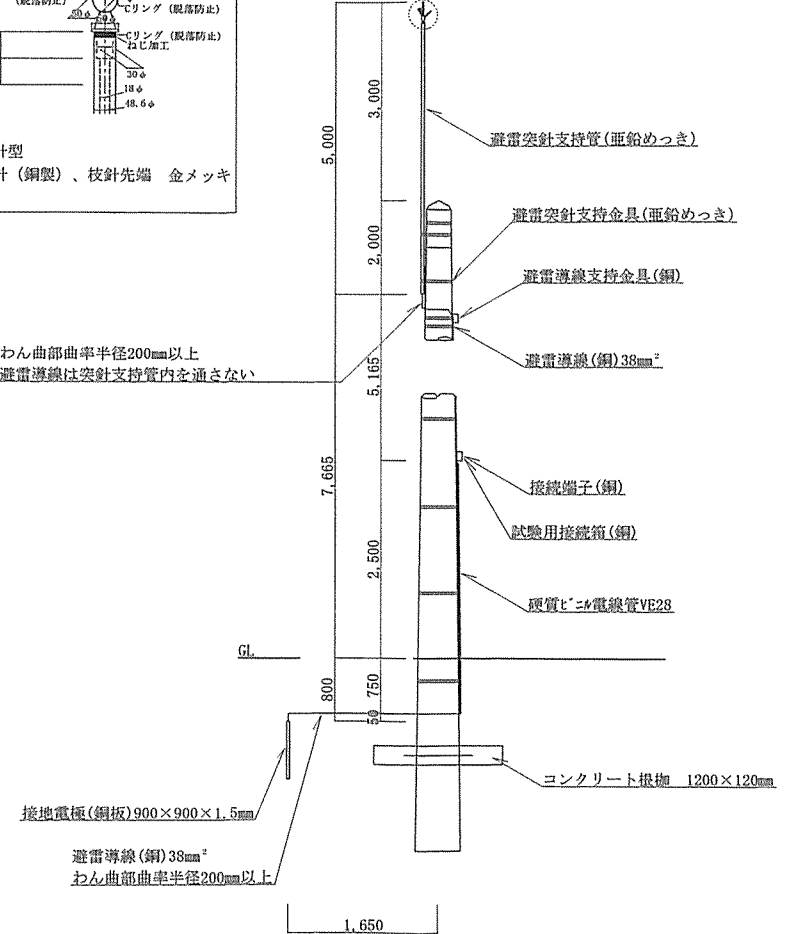 (脱落防止)
Cリング (脱落防止)
Cリング (脱落防止)
ねじ加工
30φ
18φ
48.6φ
針型
針 (銅製) 、枝針先端 金メッキ
3,000
5,000
避雷突針支持管(亜鉛めっき)
避雷突針支持金具(亜鉛めっき)
2,000
避雷導線支持金具(銅)
わん曲部曲率半径200mm以上
避雷導線(銅)38mm²
避雷導線は突針支持管内を通さない
5,165
7,665
接続端子(銅)
試験用接続箱(銅)
2,500
硬質ビニル電線管VE28
GL
800
750
50
コンクリート根枷 1200×120mm
接地電極(銅板)900×900×1.5mm
避雷導線(銅)38mm²
わん曲部曲率半径200mm以上
1,650